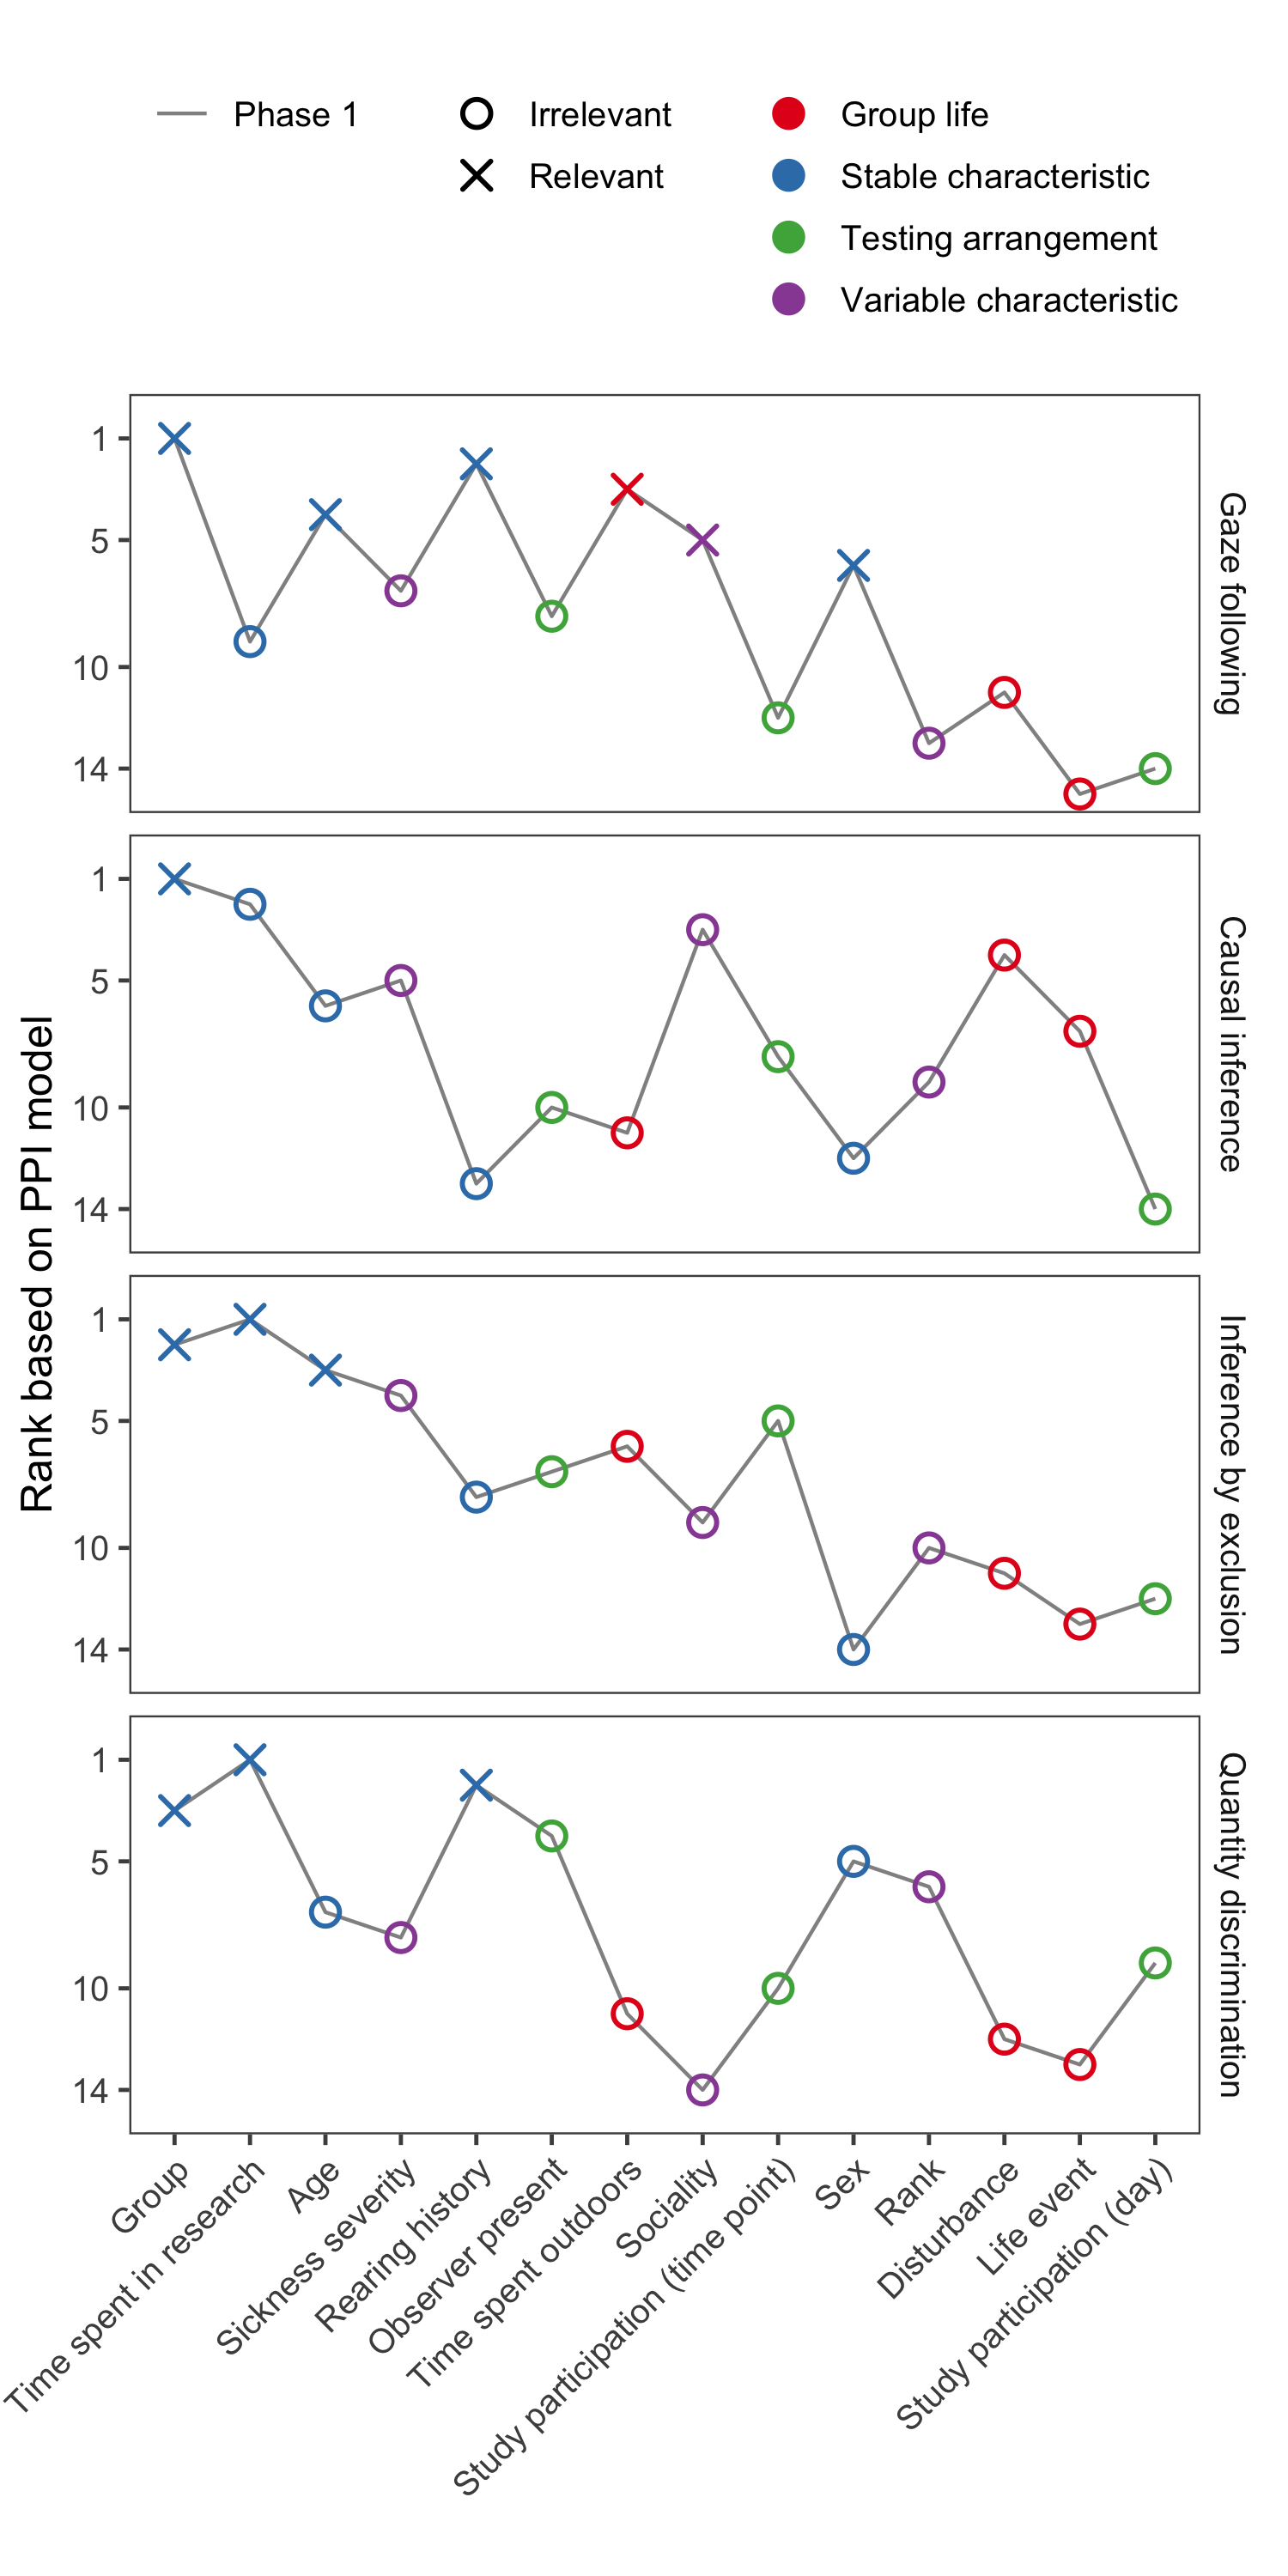 Phase 1
Irrelevant
Relevant
Group life
Stable characteristic
Testing arrangement
Variable characteristic
Rank based on PPI model
1
5
10
14
Gaze following
1
5
10
14
Causal inference
1
5
10
14
Inference by exclusion
1
5
10
14
Quantity discrimination
Group
Time spent in research
Age
Sickness severity
Rearing history
Observer present
Time spent outdoors
Sociality
Study participation (time point)
Sex
Rank
Disturbance
Life event
Study participation (day)